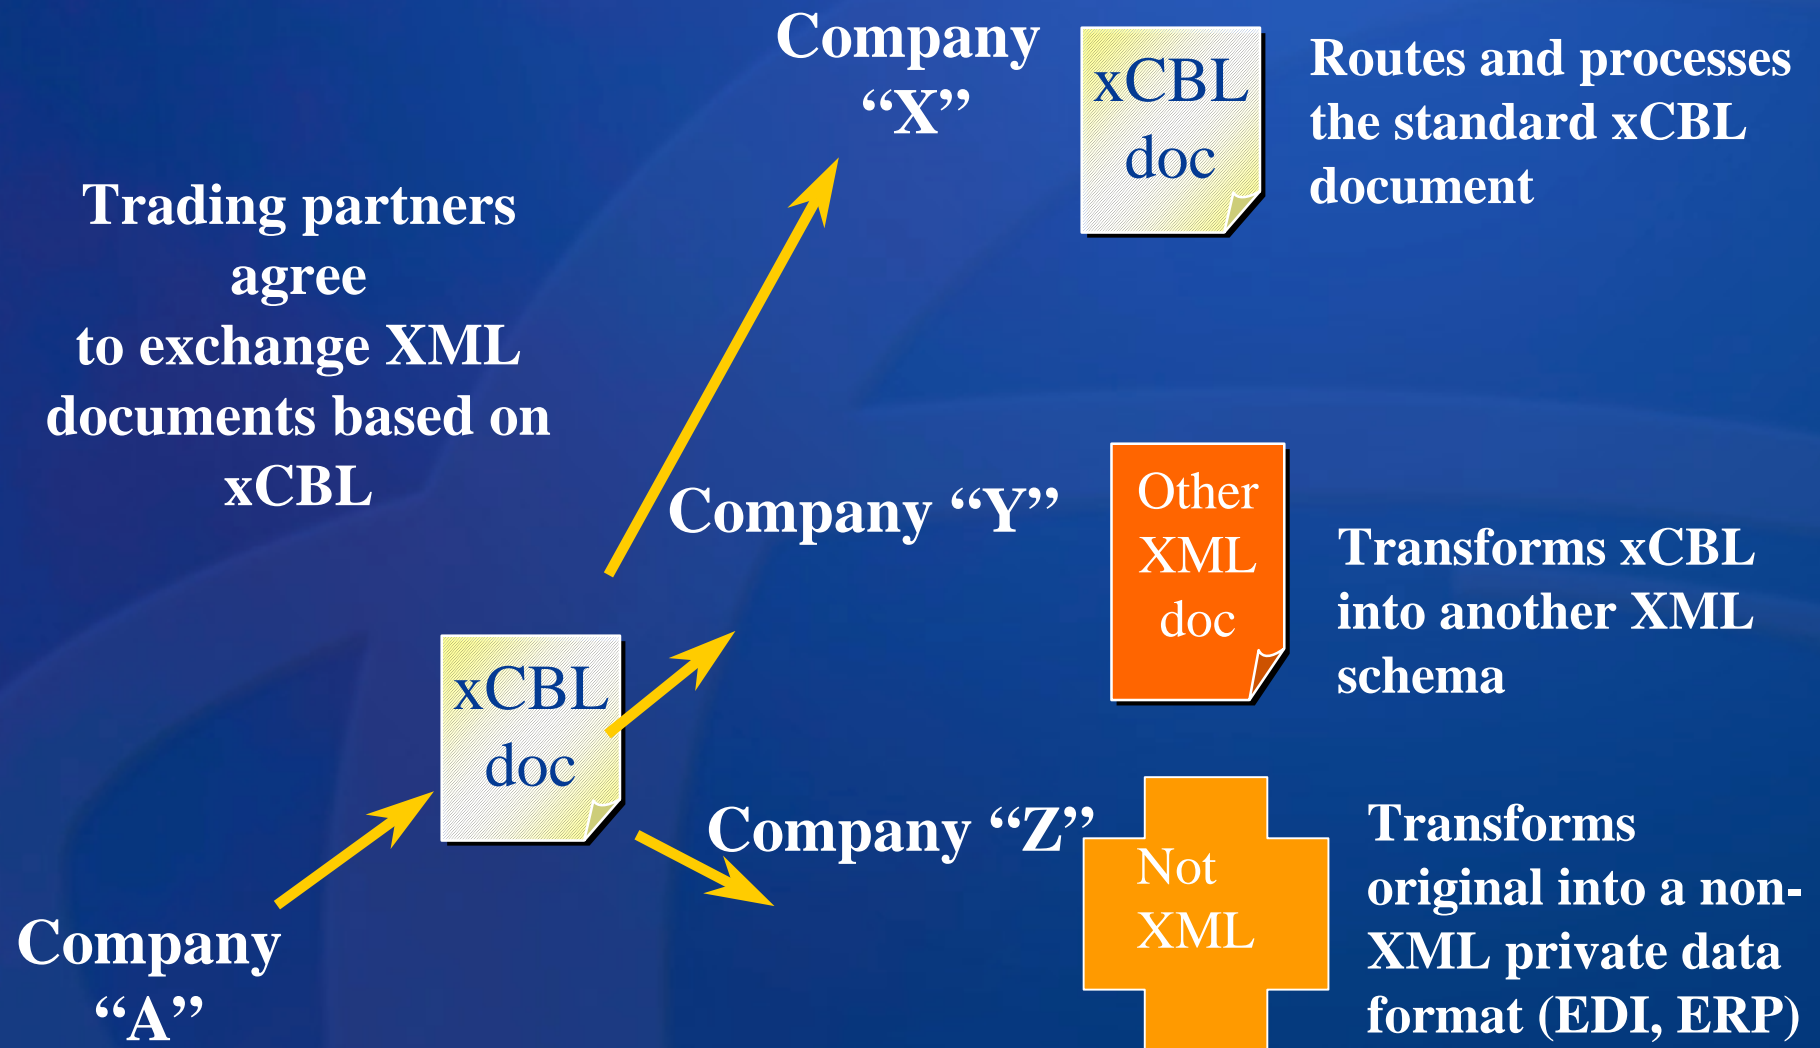 Company
“X”
xCBL
doc
Routes and processes
the standard xCBL
document
Trading partners
agree
to exchange XML
documents based on
xCBL
Company “Y”
Other
XML
doc
Transforms xCBL
into another XML
schema
xCBL
doc
Company “Z”
Not
XML
Transforms
original into a non-
XML private data
format (EDI, ERP)
Company
“A”